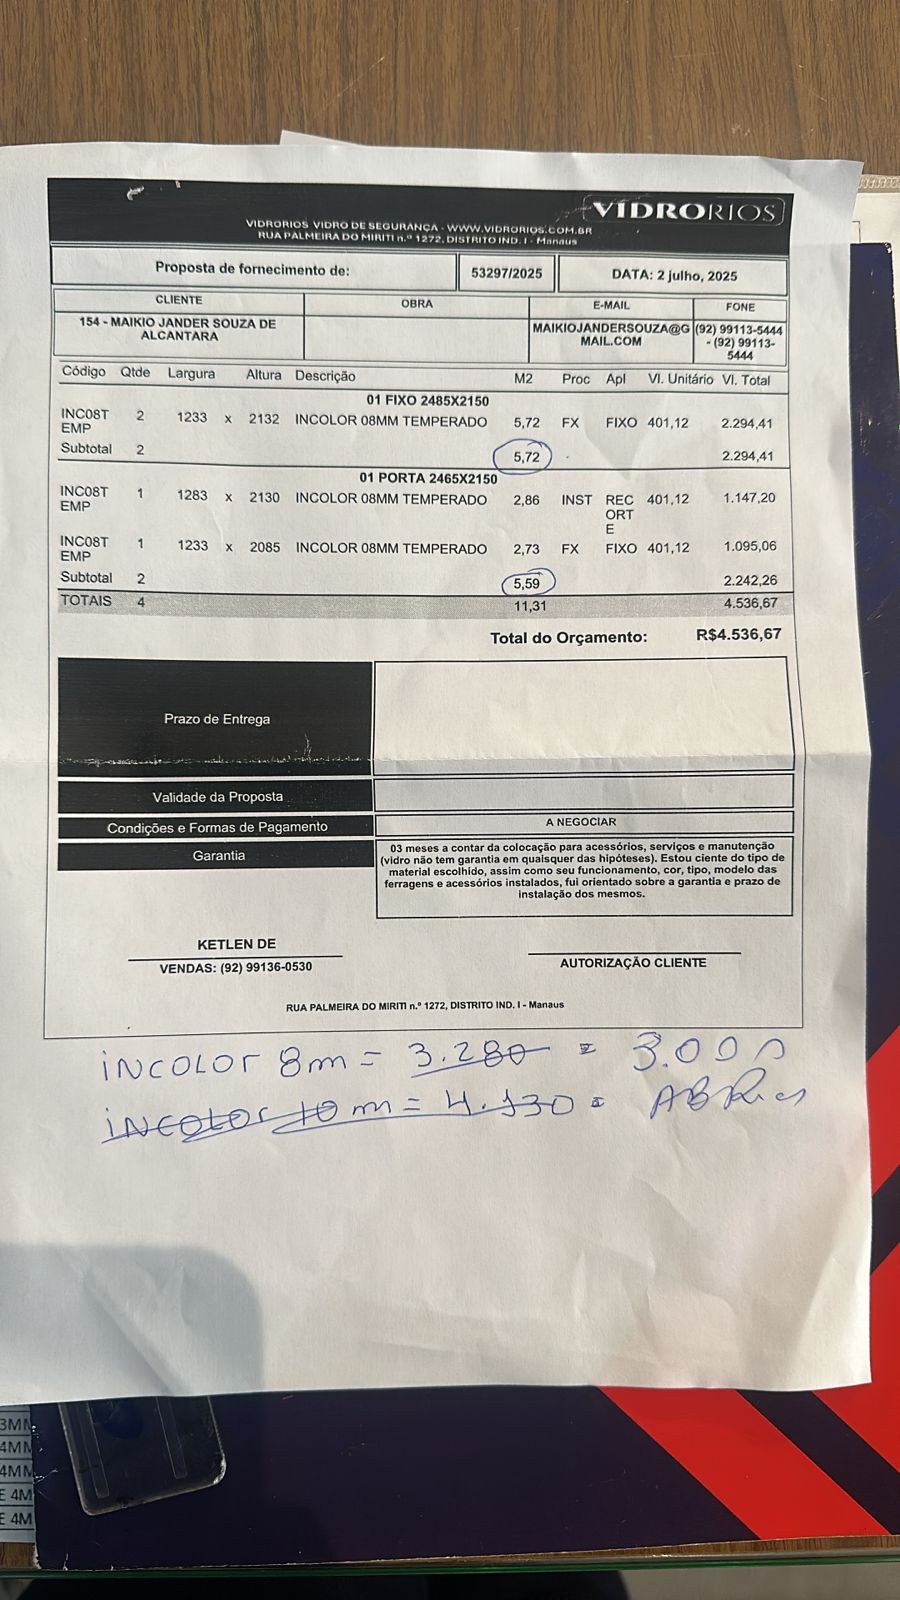 VIDRORIOS
VIDRORIOS VIDRO DE SEGURANÇA - WWW.VIDRORIOS.COM.BR
RUA PALMEIRA DO MIRITI n.º 1272, DISTRITO IND. I - Manaus
Proposta de fornecimento de: 53297/2025 DATA: 2 julho, 2025
CLIENTE OBRA E-MAIL FONE
154 - MAIKIO JANDER SOUZA DE MAIKIOJANDERSOUZA@G (92) 99113-5444
ALCANTARA MAIL.COM - (92) 99113-
5444
Código Qtde Largura Altura Descrição M2 Proc Apl Vl. Unitário Vl. Total
01 FIXO 2485X2150
INC08T 2 1233 x 2132 INCOLOR 08MM TEMPERADO 5,72 FX FIXO 401,12 2.294,41
EMP
Subtotal 2 5,72 2.294,41
01 PORTA 2465X2150
INC08T 1 1283 x 2130 INCOLOR 08MM TEMPERADO 2,86 INST REC 401,12 1.147,20
EMP ORT
E
INC08T 1 1233 x 2085 INCOLOR 08MM TEMPERADO 2,73 FX FIXO 401,12 1.095,06
EMP
Subtotal 2 5,59 2.242,26
TOTAIS 4 11,31 4.536,67
Total do Orçamento: R$4.536,67
Prazo de Entrega
Validade da Proposta
Condições e Formas de Pagamento A NEGOCIAR
Garantia 03 meses a contar da colocação para acessórios, serviços e manutenção
(vidro não tem garantia em quaisquer das hipóteses). Estou ciente do tipo de
material escolhido, assim como seu funcionamento, cor, tipo, modelo das
ferragens e acessórios instalados, fui orientado sobre a garantia e prazo de
instalação dos mesmos.
KETLEN DE
VENDAS: (92) 99136-0530 AUTORIZAÇÃO CLIENTE
RUA PALMEIRA DO MIRITI n.º 1272, DISTRITO IND. I - Manaus
INCOLOR 8m = 3.280 = 3.000
INCOLOR 10 m = 4.130 =
3MM
4MM
4MM
E 4M
E 4M